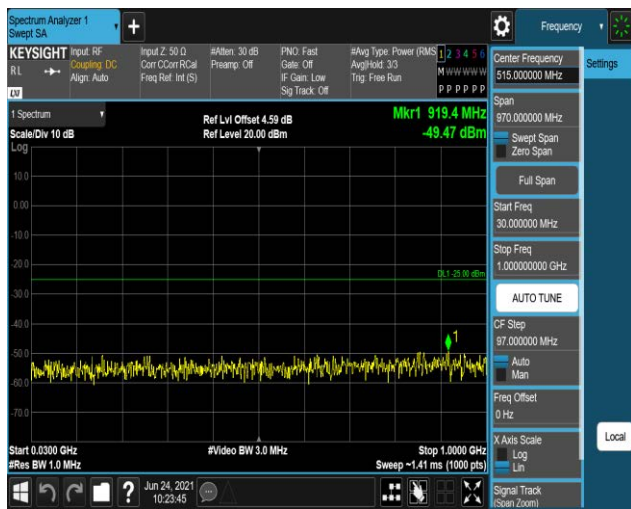 Spectrum Analyzer 1
Swept SA
+
Frequency
KEYSIGHT
RL
LXI
Input: RF
Coupling: DC
Align: Auto
Input Z: 50 Ω
Corr CCorr RCal
Freq Ref: Int (S)
#Atten: 30 dB
Preamp: Off
PNO: Fast
Gate: Off
IF Gain: Low
Sig Track: Off
#Avg Type: Power (RMS
Avg|Hold: 3/3
Trig: Free Run
1 2 3 4 5 6
M W W W W W
P P P P P P
1 Spectrum
Scale/Div 10 dB
Log
Ref Lvl Offset 4.59 dB
Ref Level 20.00 dBm
Mkr1 919.4 MHz
-49.47 dBm
10.0
0.00
-10.0
-20.0
DL1 -25.00 dBm
-30.0
-40.0
1
-50.0
-60.0
-70.0
Start 0.0300 GHz
#Res BW 1.0 MHz
#Video BW 3.0 MHz
Stop 1.0000 GHz
Sweep ~1.41 ms (1000 pts)
?
Jun 24, 2021
10:23:45
Center Frequency
515.000000 MHz
Span
970.000000 MHz
Swept Span
Zero Span
Full Span
Start Freq
30.000000 MHz
Stop Freq
1.000000000 GHz
AUTO TUNE
CF Step
97.000000 MHz
Auto
Man
Freq Offset
0 Hz
X Axis Scale
Log
Lin
Signal Track
(Span Zoom)
Settings
Local